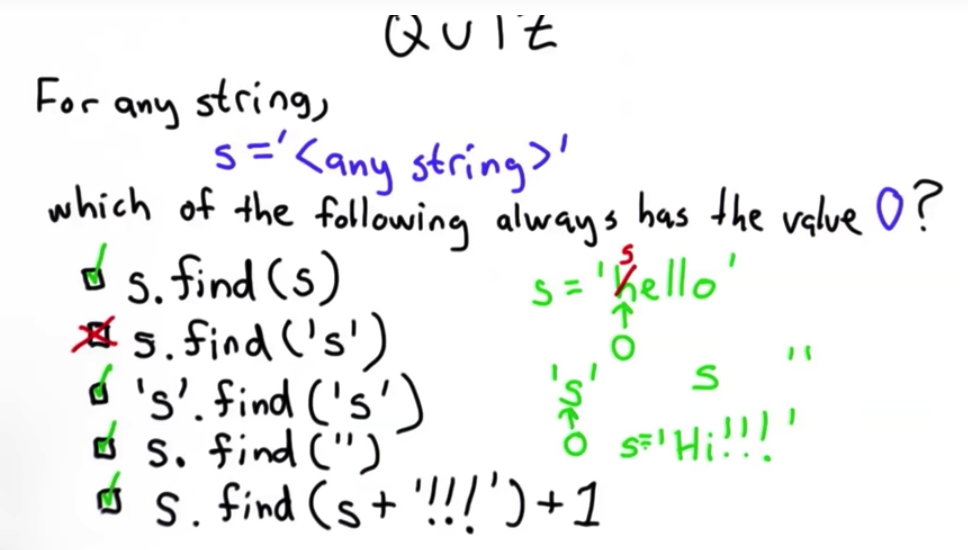 QUIZ
For any string,
s='<any string>'
which of the following always has the value 0?
s.find(s)
s.find('s')
's'.find('s')
s.find('')
s.find(s+'!!!')+1
s
s='hello'
0
's'
0
s
''
s='Hi!!!'